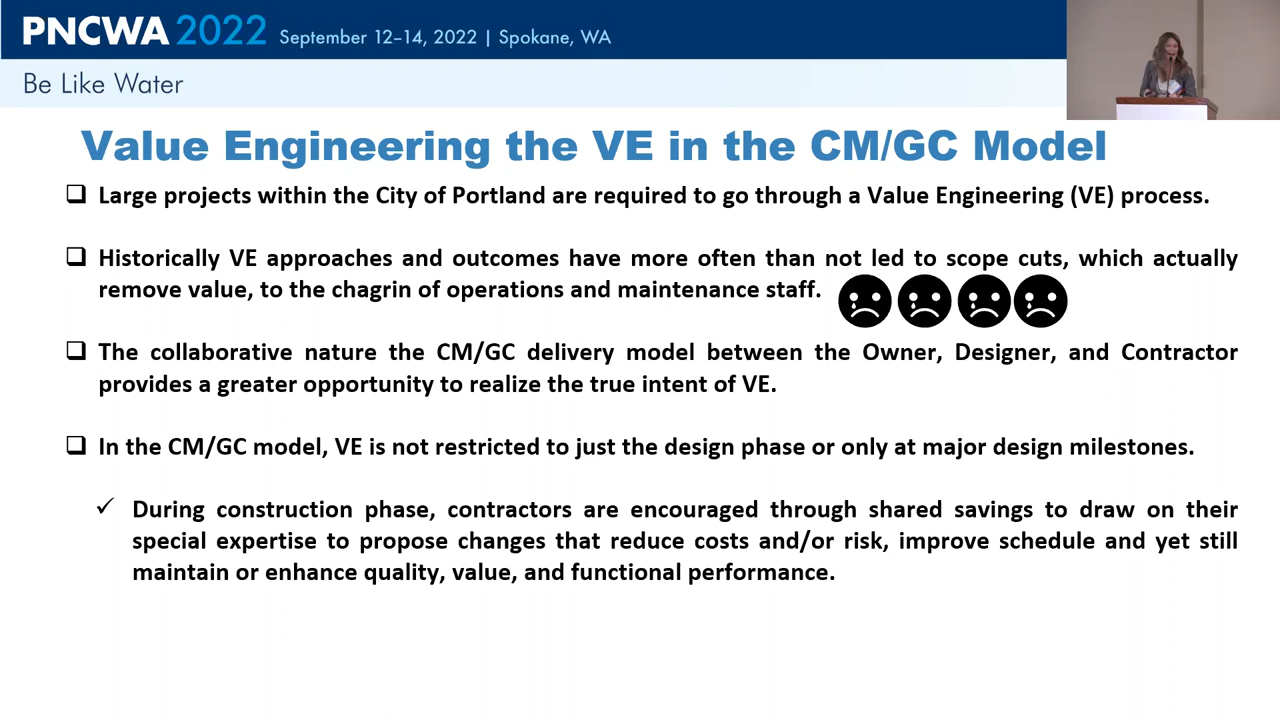 PNCWA 2022 September 12–14, 2022 | Spokane, WA
Be Like Water
Value Engineering the VE in the CM/GC Model
❑ Large projects within the City of Portland are required to go through a Value Engineering (VE) process.
❑ Historically VE approaches and outcomes have more often than not led to scope cuts, which actually
remove value, to the chagrin of operations and maintenance staff.
❑ The collaborative nature the CM/GC delivery model between the Owner, Designer, and Contractor
provides a greater opportunity to realize the true intent of VE.
❑ In the CM/GC model, VE is not restricted to just the design phase or only at major design milestones.
✓ During construction phase, contractors are encouraged through shared savings to draw on their
special expertise to propose changes that reduce costs and/or risk, improve schedule and yet still
maintain or enhance quality, value, and functional performance.